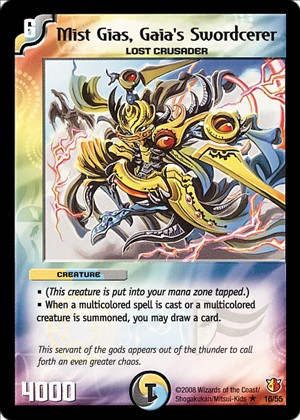 6
Mist Gias, Gaia's Swordcerer
LOST CRUSADER
CREATURE
▪ (This creature is put into your mana zone tapped.)
▪ When a multicolored spell is cast or a multicolored
creature is summoned, you may draw a card.
This servant of the gods appears out of the thunder to call
forth an even greater chaos.
4000
1
©2008 Wizards of the Coast/
Shogakukan/Mitsui-Kids ★ 16/55